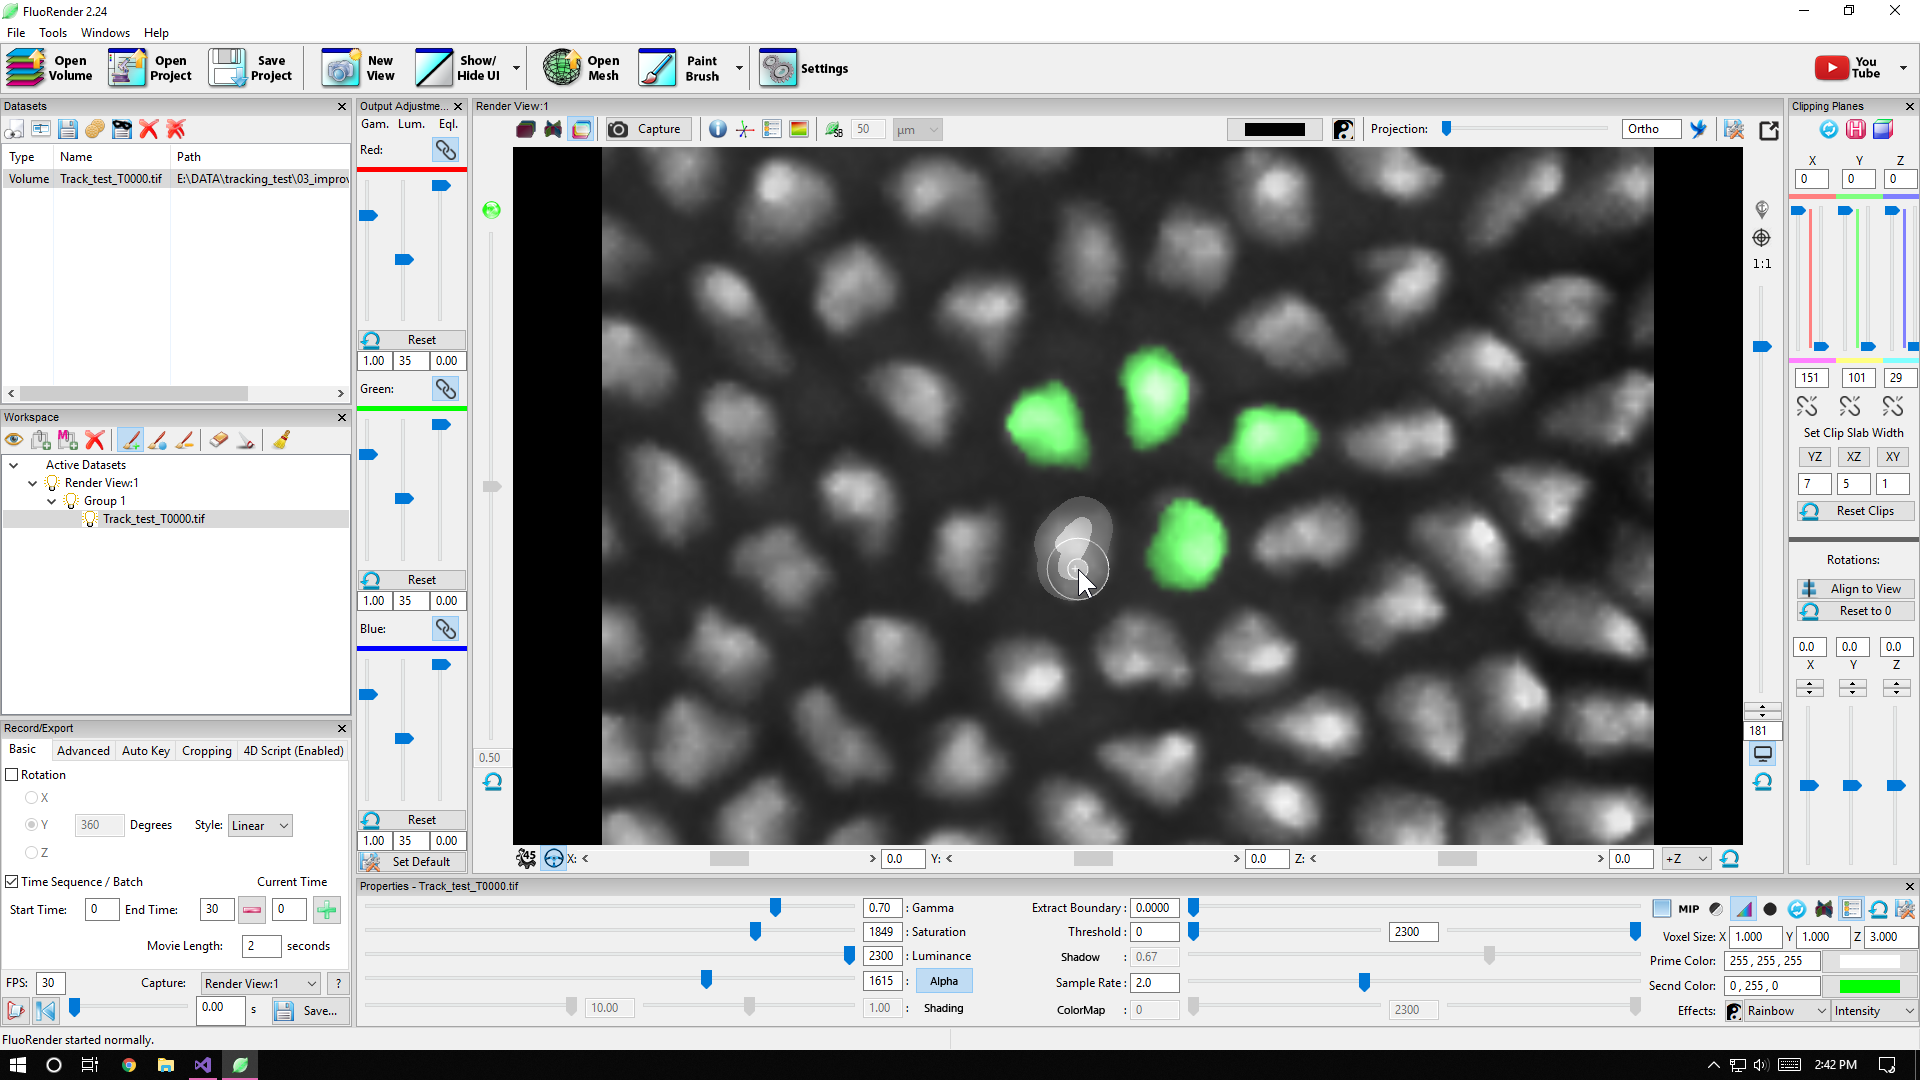 FluoRender 2.24
File Tools Windows Help
Open Volume
Open Project
Save Project
New View
Show/ Hide UI
Open Mesh
Paint Brush
Settings
You Tube
Datasets
Type Name Path
Volume Track_test_T0000.tif E:\DATA\tracking_test\03_improv
Workspace
Active Datasets
Render View:1
Group 1
Track_test_T0000.tif
Record/Export
Basic Advanced Auto Key Cropping 4D Script (Enabled)
Rotation
X
Y 360 Degrees Style: Linear
Z
Time Sequence / Batch Current Time
Start Time: 0 End Time: 30 0
Movie Length: 2 seconds
FPS: 30 Capture: Render View:1 ?
0.00 s Save...
FluoRender started normally.
Output Adjustme...
Gam. Lum. Eql.
Red:
Reset
1.00 35 0.00
Green:
Reset
1.00 35 0.00
Blue:
Reset
1.00 35 0.00
Set Default
Render View:1
Capture SB 50 µm Projection: Ortho
0.50
1:1
181
45 X: < > 0.0 Y: < > 0.0 Z: < > 0.0 +Z
Properties - Track_test_T0000.tif
0.70 : Gamma Extract Boundary : 0.0000 MIP
1849 : Saturation Threshold : 0 2300 Voxel Size: X 1.000 Y 1.000 Z 3.000
2300 : Luminance Shadow : 0.67 Prime Color: 255 , 255 , 255
1615 : Alpha Sample Rate : 2.0 Secnd Color: 0 , 255 , 0
10.00 1.00 : Shading ColorMap : 0 2300 Effects: Rainbow Intensity
Clipping Planes
X Y Z
0 0 0
151 101 29
Set Clip Slab Width
YZ XZ XY
7 5 1
Reset Clips
Rotations:
Align to View
Reset to 0
0.0 0.0 0.0
X Y Z
2:42 PM